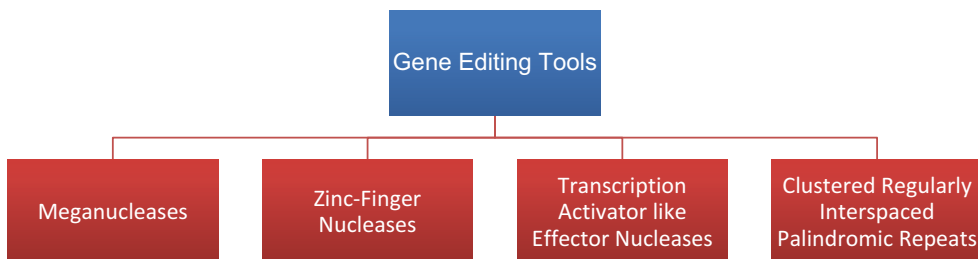 Gene Editing Tools
Meganucleases
Zinc-Finger
Nucleases
Transcription
Activator like
Effector Nucleases
Clustered Regularly
Interspaced
Palindromic Repeats